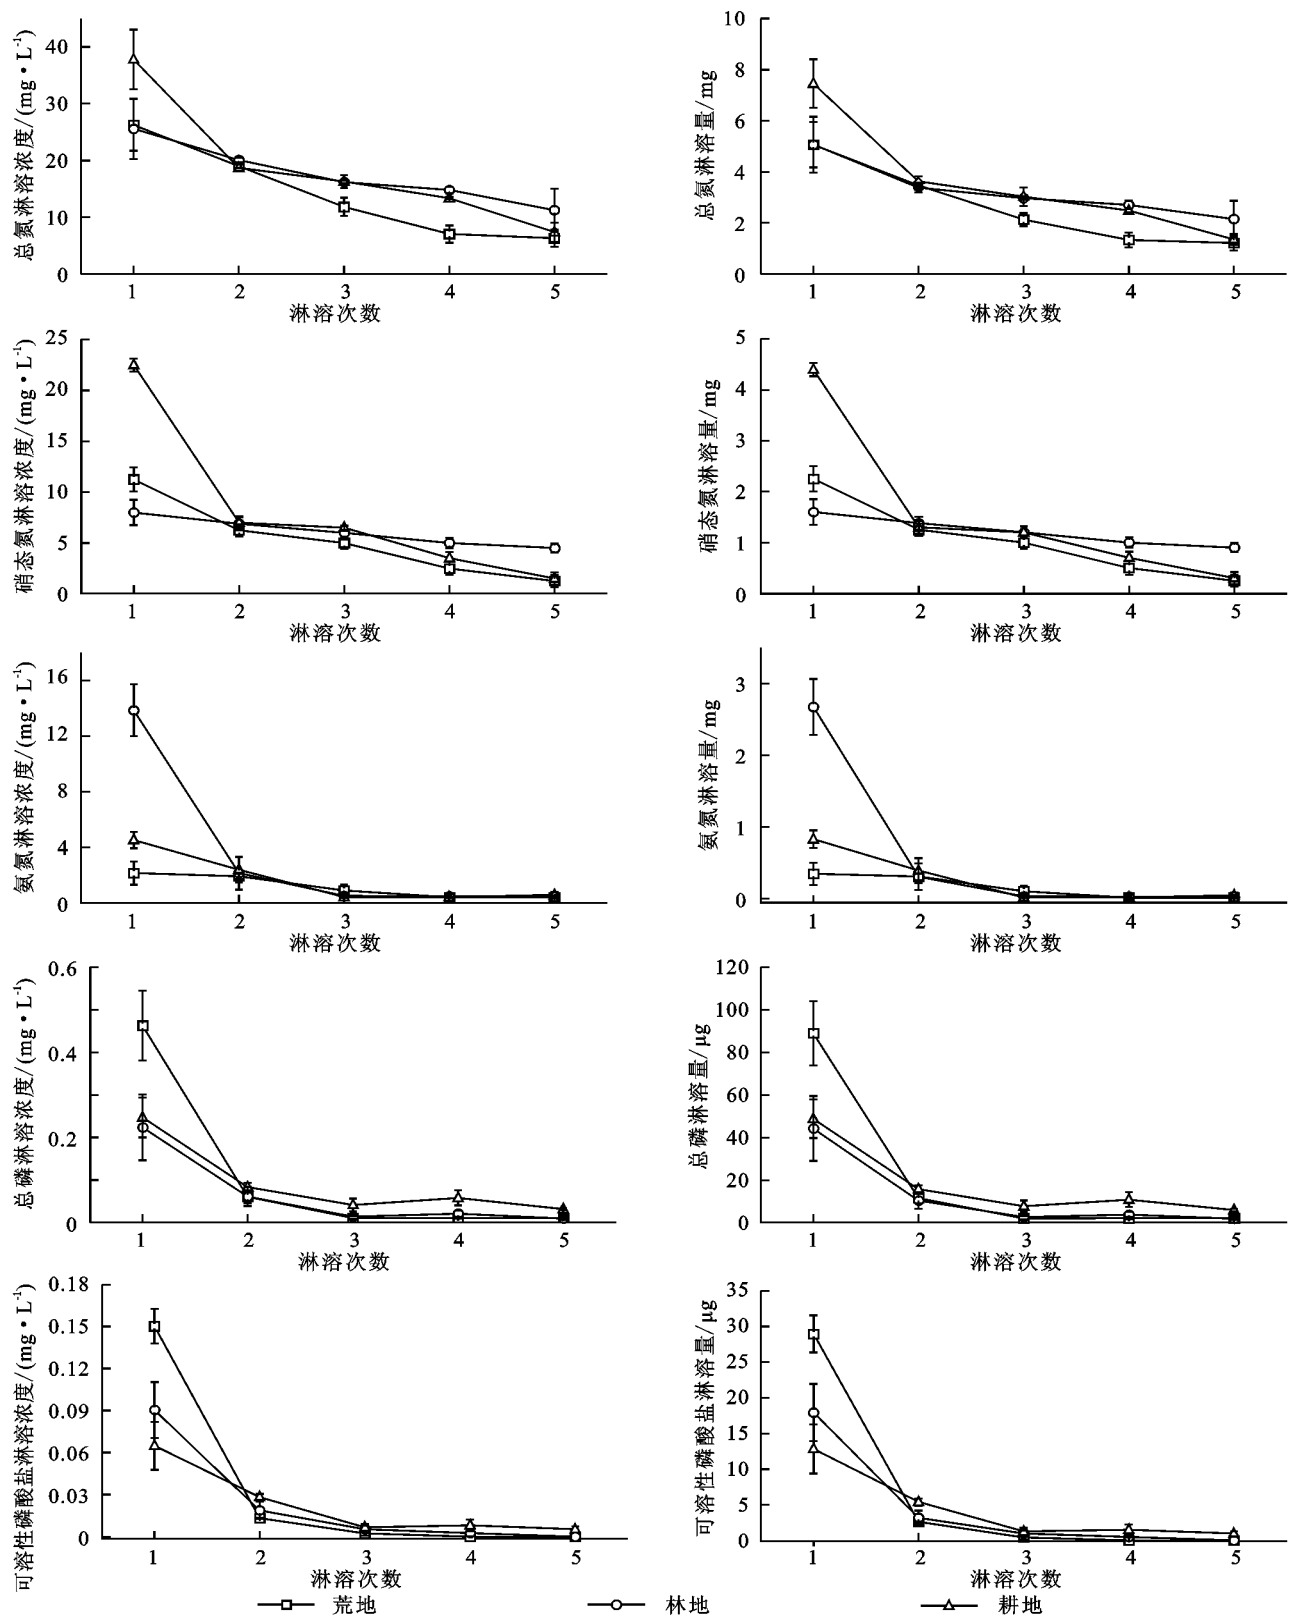 总氮淋溶浓度/(mg·L⁻¹)
40
30
20
10
0
1 2 3 4 5
淋溶次数
总氮淋溶量/mg
10
8
6
4
2
0
1 2 3 4 5
淋溶次数
硝态氮淋溶浓度/(mg·L⁻¹)
25
20
15
10
5
0
1 2 3 4 5
淋溶次数
硝态氮淋溶量/mg
5
4
3
2
1
0
1 2 3 4 5
淋溶次数
氨氮淋溶浓度/(mg·L⁻¹)
16
12
8
4
0
1 2 3 4 5
淋溶次数
氨氮淋溶量/mg
3
2
1
0
1 2 3 4 5
淋溶次数
总磷淋溶浓度/(mg·L⁻¹)
0.6
0.4
0.2
0
1 2 3 4 5
淋溶次数
总磷淋溶量/μg
120
100
80
60
40
20
0
1 2 3 4 5
淋溶次数
可溶性磷酸盐淋溶浓度/(mg·L⁻¹)
0.18
0.15
0.12
0.09
0.06
0.03
0
1 2 3 4 5
淋溶次数
可溶性磷酸盐淋溶量/μg
35
30
25
20
15
10
5
0
1 2 3 4 5
淋溶次数
荒地 林地 耕地